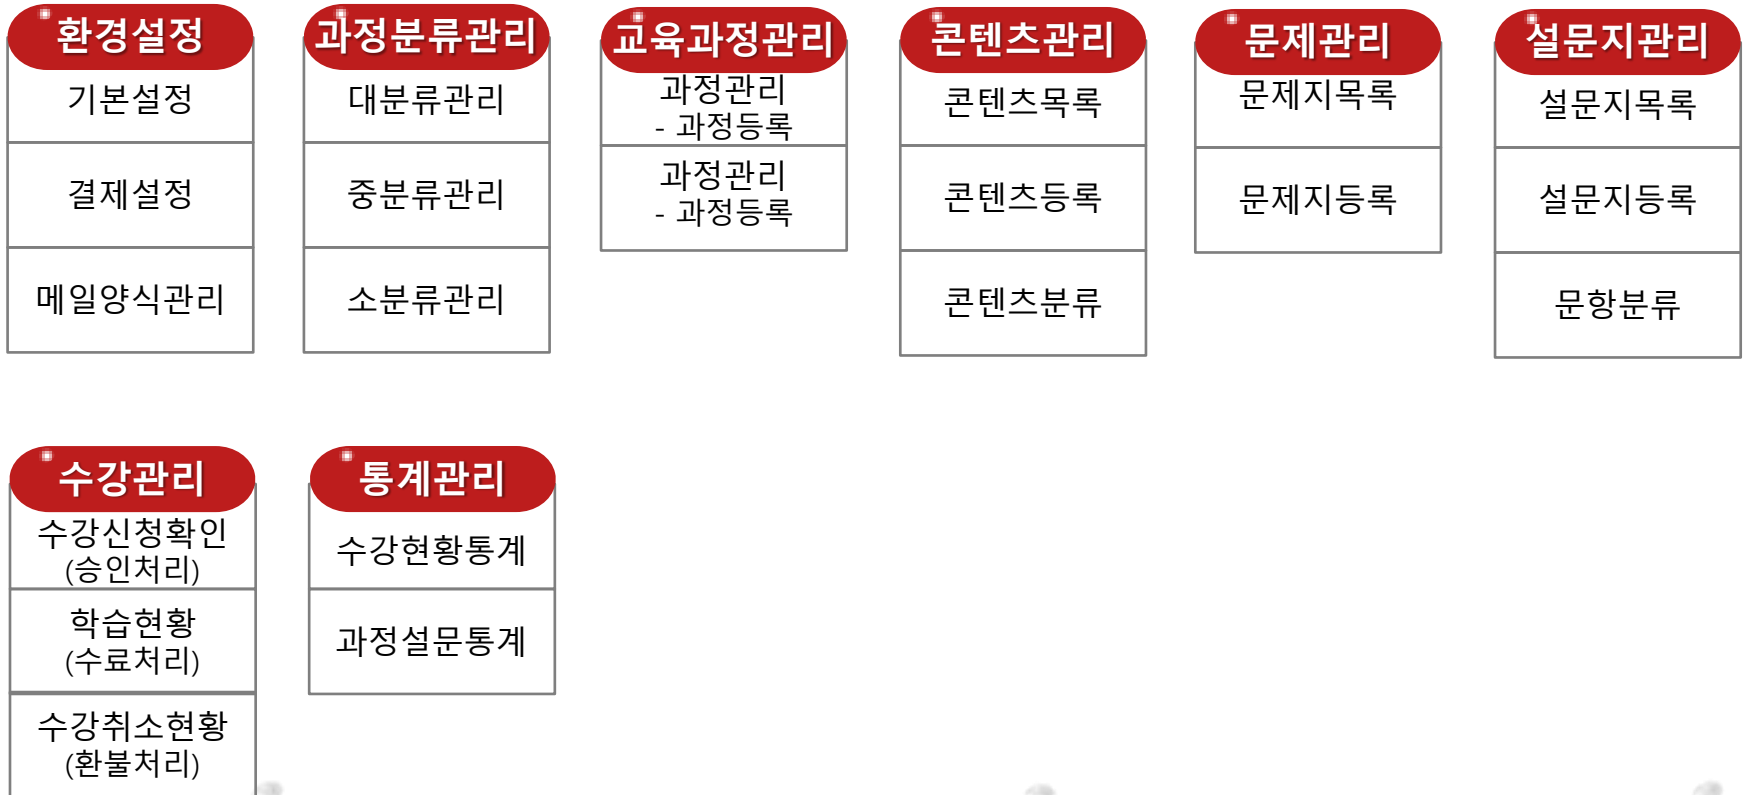 환경설정
기본설정
결제설정
메일양식관리
과정분류관리
대분류관리
중분류관리
소분류관리
교육과정관리
과정관리
- 과정등록
과정관리
- 과정등록
콘텐츠관리
콘텐츠목록
콘텐츠등록
콘텐츠분류
문제관리
문제지목록
문제지등록
설문지관리
설문지목록
설문지등록
문항분류
수강관리
수강신청확인
(승인처리)
학습현황
(수료처리)
수강취소현황
(환불처리)
통계관리
수강현황통계
과정설문통계